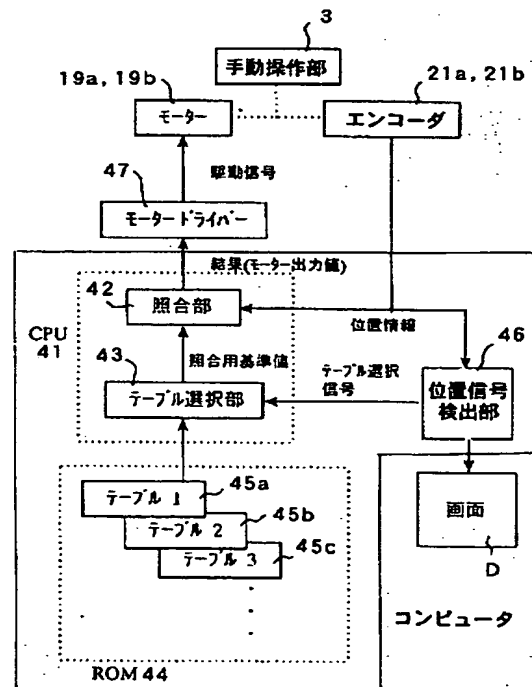 3
手動操作部
19a, 19b
21a, 21b
モーター
エンコーダ
駆動信号
47
モータードライバー
結果(モーター出力値)
42
照合部
位置情報
CPU
41
43
照合用基準値
テーブル選択
信号
46
テーブル選択部
位置信号
検出部
テーブル 1
45a
テーブル 2
45b
テーブル 3
45c
画面
D
コンピュータ
ROM 44